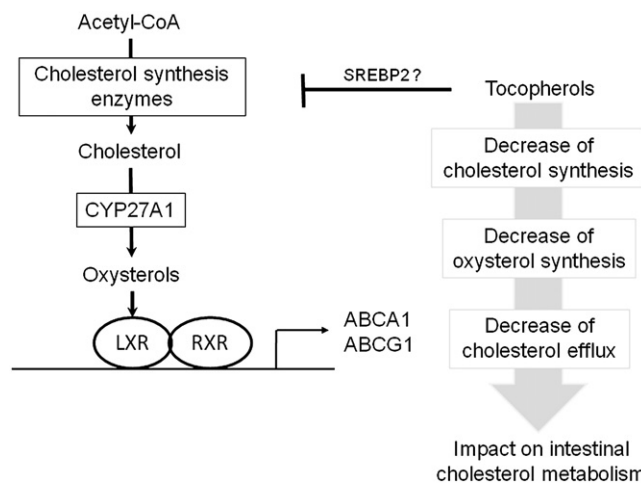 Acetyl-CoA
Cholesterol synthesis
enzymes
Cholesterol
CYP27A1
Oxysterols
LXR
RXR
ABCA1
ABCG1
SREBP2?
Tocopherols
Decrease of
cholesterol synthesis
Decrease of
oxysterol synthesis
Decrease of
cholesterol efflux
Impact on intestinal
cholesterol metabolism